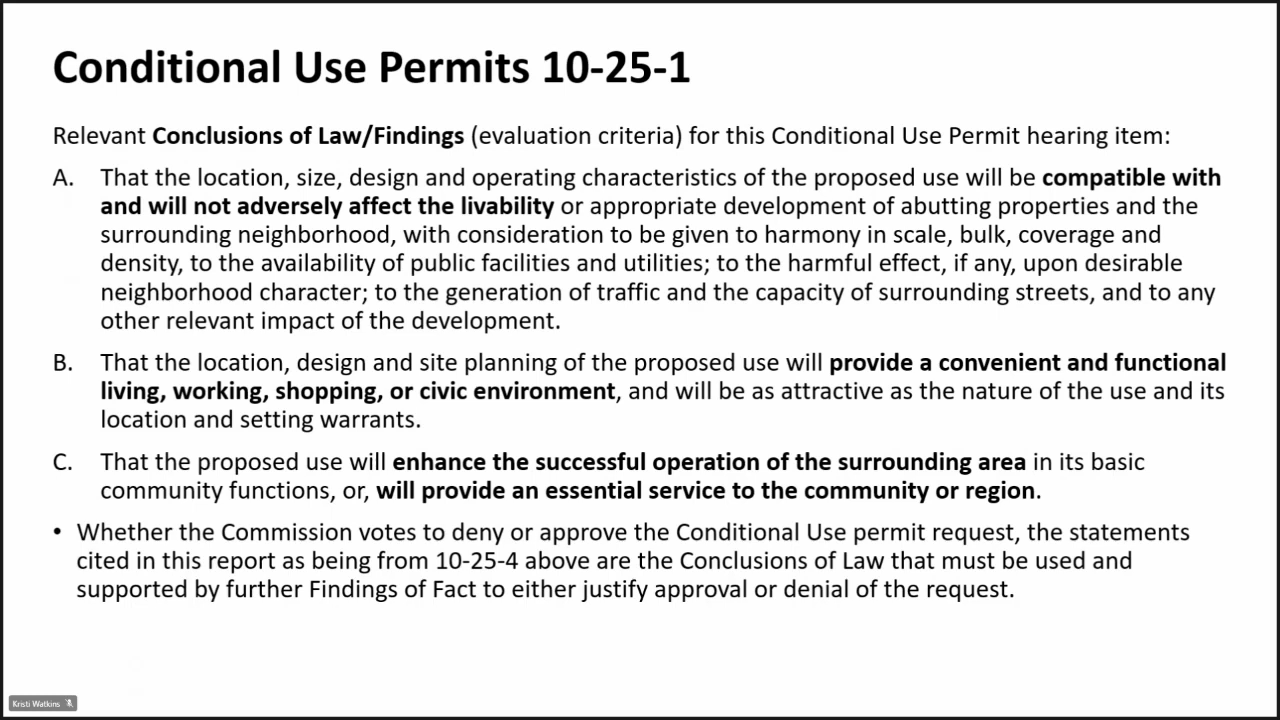 Conditional Use Permits 10-25-1
Relevant Conclusions of Law/Findings (evaluation criteria) for this Conditional Use Permit hearing item:
A. That the location, size, design and operating characteristics of the proposed use will be compatible with
and will not adversely affect the livability or appropriate development of abutting properties and the
surrounding neighborhood, with consideration to be given to harmony in scale, bulk, coverage and
density, to the availability of public facilities and utilities; to the harmful effect, if any, upon desirable
neighborhood character; to the generation of traffic and the capacity of surrounding streets, and to any
other relevant impact of the development.
B. That the location, design and site planning of the proposed use will provide a convenient and functional
living, working, shopping, or civic environment, and will be as attractive as the nature of the use and its
location and setting warrants.
C. That the proposed use will enhance the successful operation of the surrounding area in its basic
community functions, or, will provide an essential service to the community or region.
• Whether the Commission votes to deny or approve the Conditional Use permit request, the statements
cited in this report as being from 10-25-4 above are the Conclusions of Law that must be used and
supported by further Findings of Fact to either justify approval or denial of the request.
Kristi Watkins